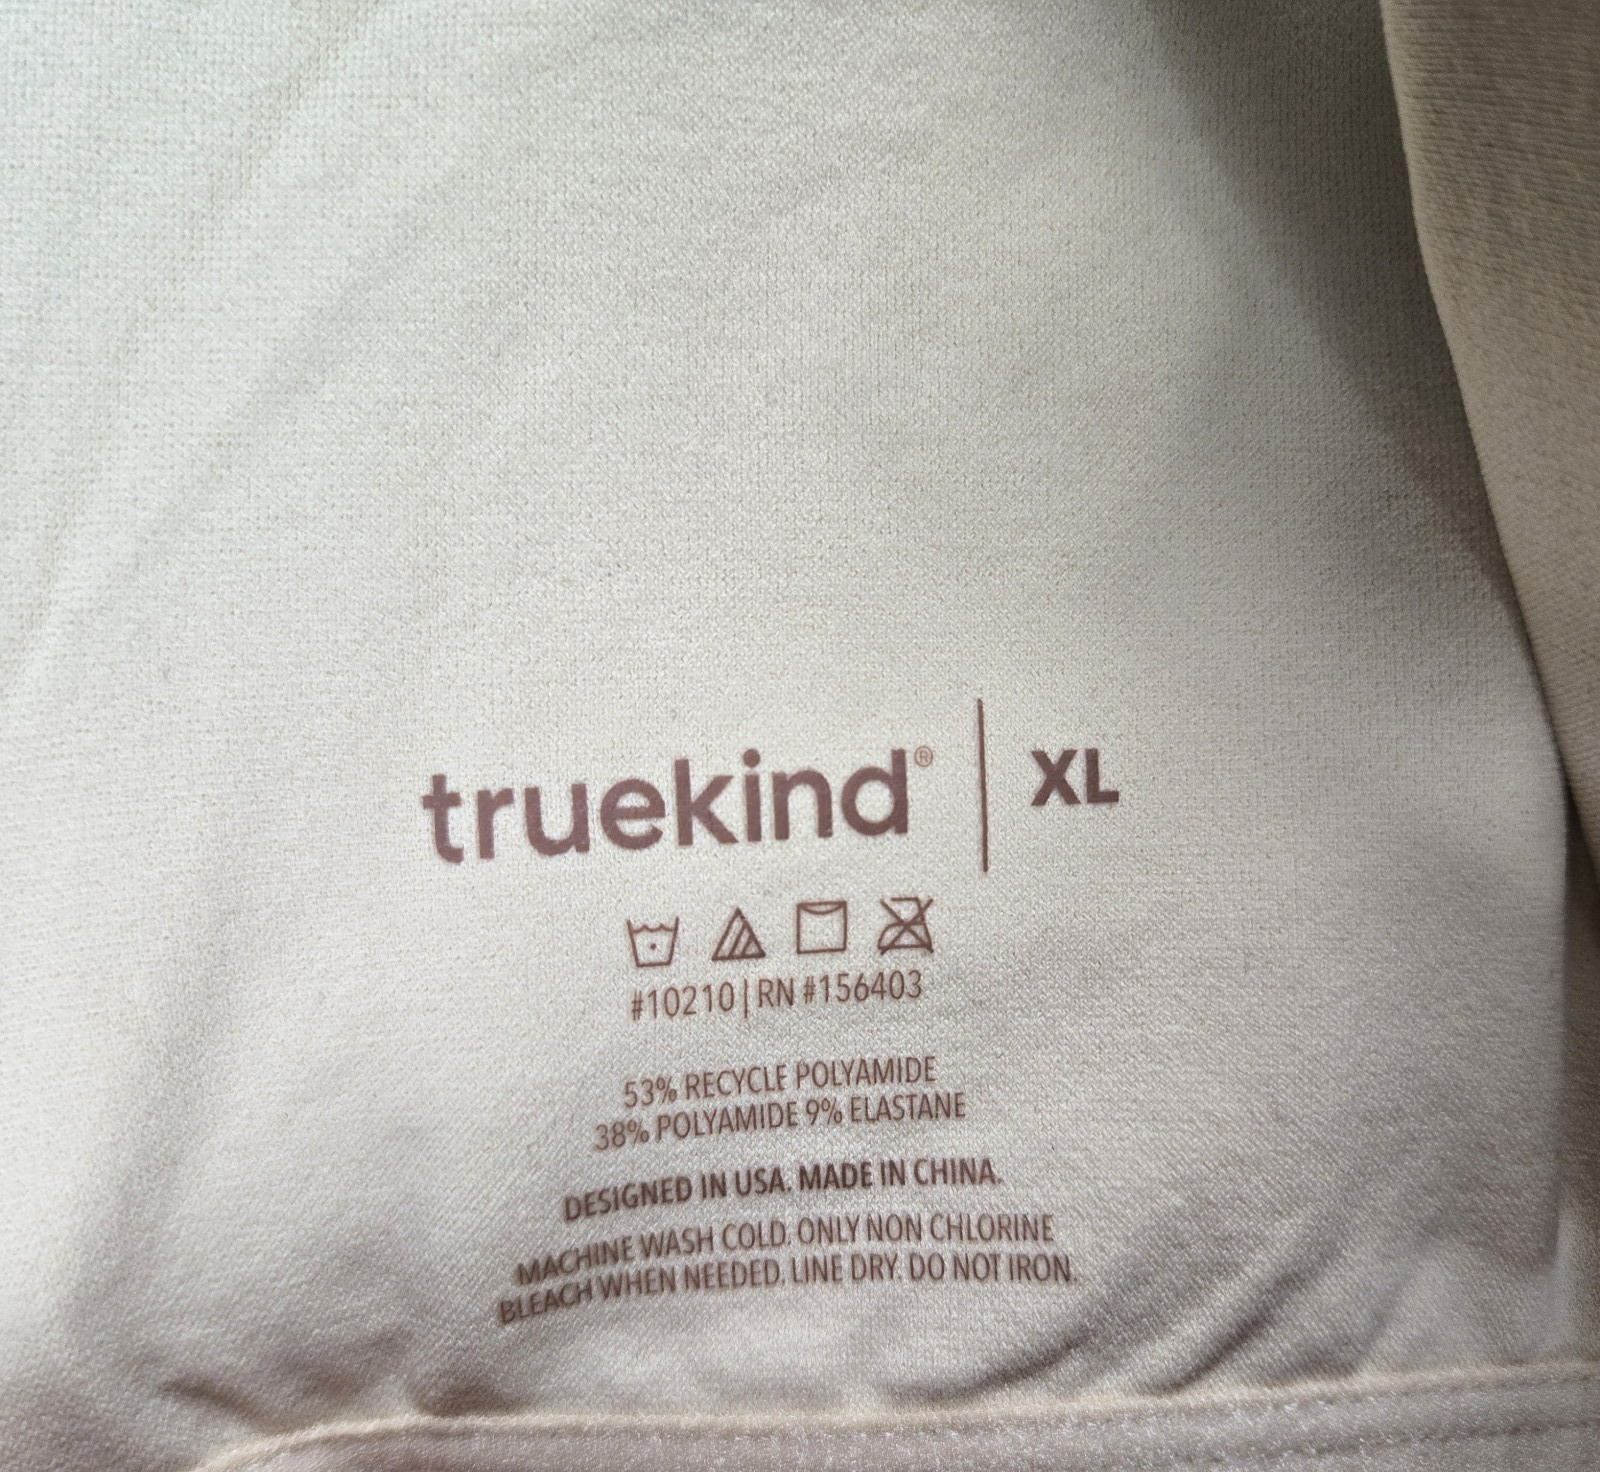 truekind® | XL
#10210 | RN #156403
53% RECYCLE POLYAMIDE
38% POLYAMIDE 9% ELASTANE
DESIGNED IN USA. MADE IN CHINA.
MACHINE WASH COLD. ONLY NON CHLORINE
BLEACH WHEN NEEDED. LINE DRY. DO NOT IRON.